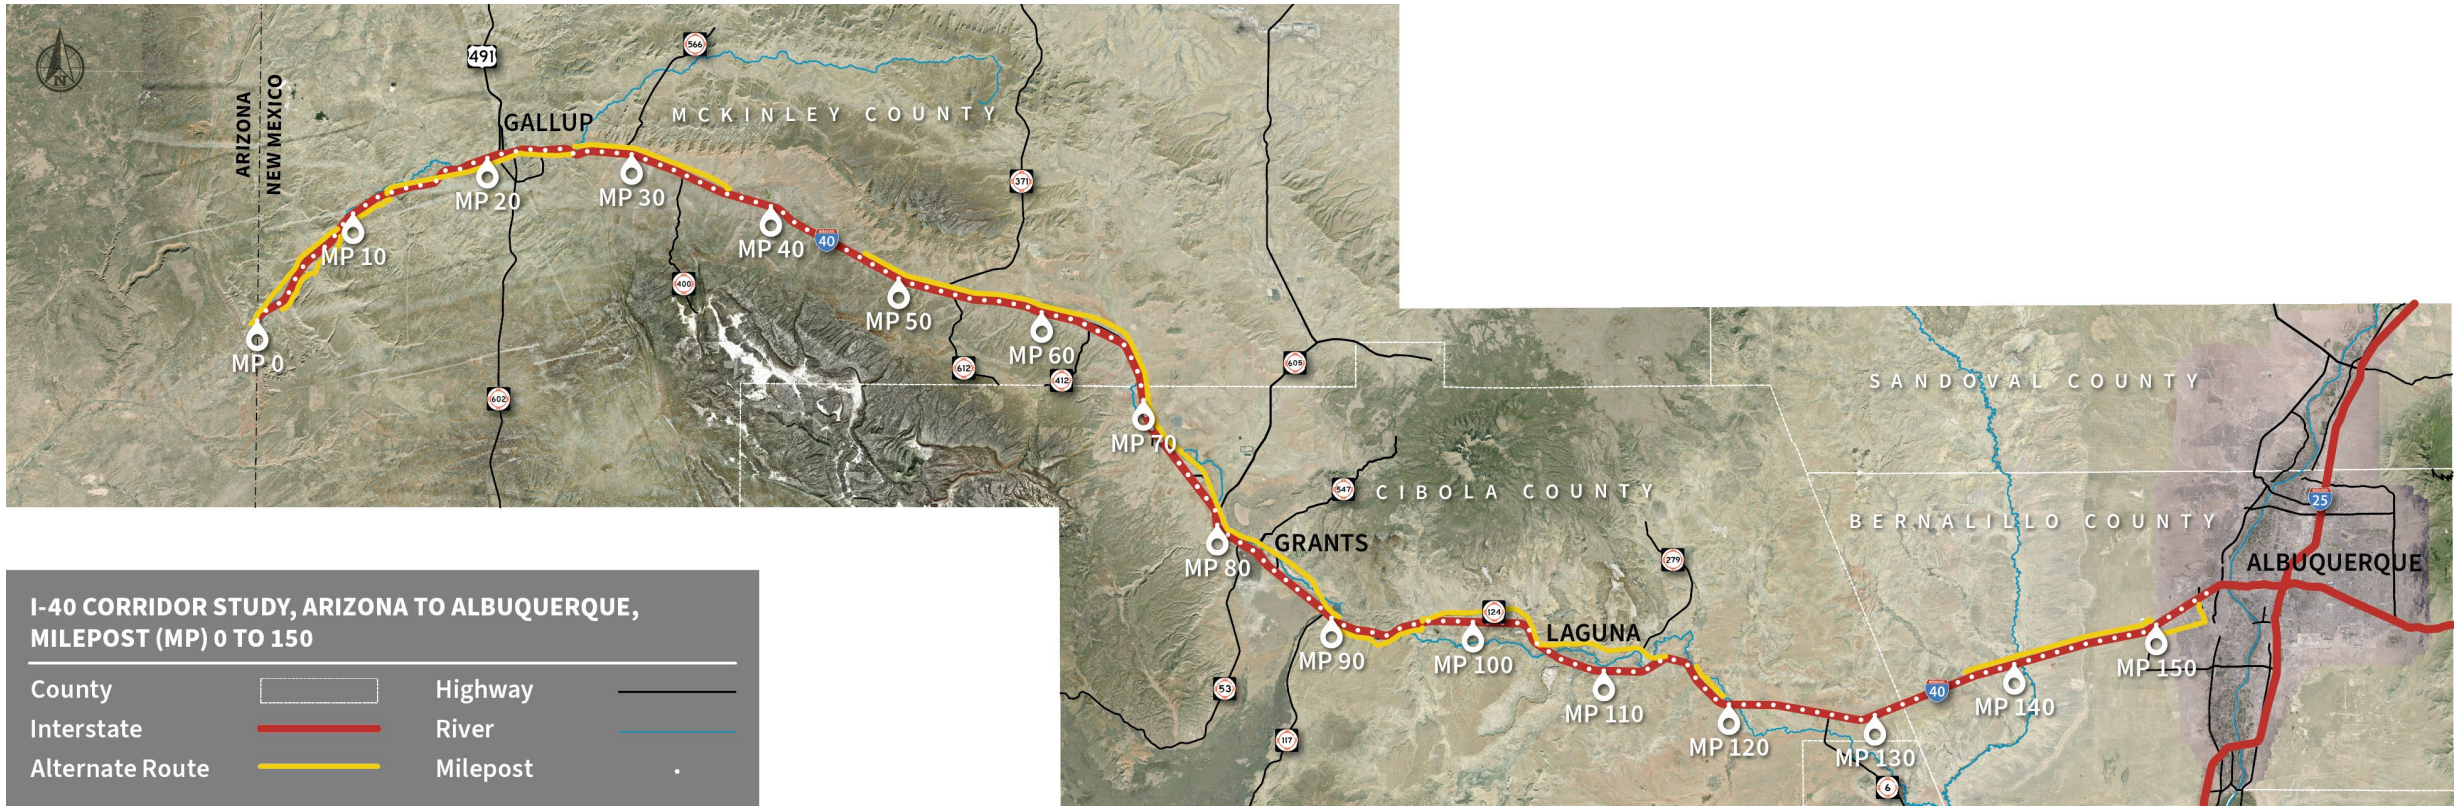 N
ARIZONA
NEW MEXICO
491
566
GALLUP
MCKINLEY COUNTY
371
MP 0
MP 10
MP 20
MP 30
MP 40
40
MP 50
MP 60
MP 70
400
612
412
602
605
SANDOVAL COUNTY
547
CIBOLA COUNTY
BERNALILLO COUNTY
25
GRANTS
MP 80
279
ALBUQUERQUE
124
LAGUNA
MP 90
MP 100
MP 110
MP 120
MP 130
40
MP 140
MP 150
53
117
6
I-40 CORRIDOR STUDY, ARIZONA TO ALBUQUERQUE,
MILEPOST (MP) 0 TO 150
County
Highway
Interstate
River
Alternate Route
Milepost